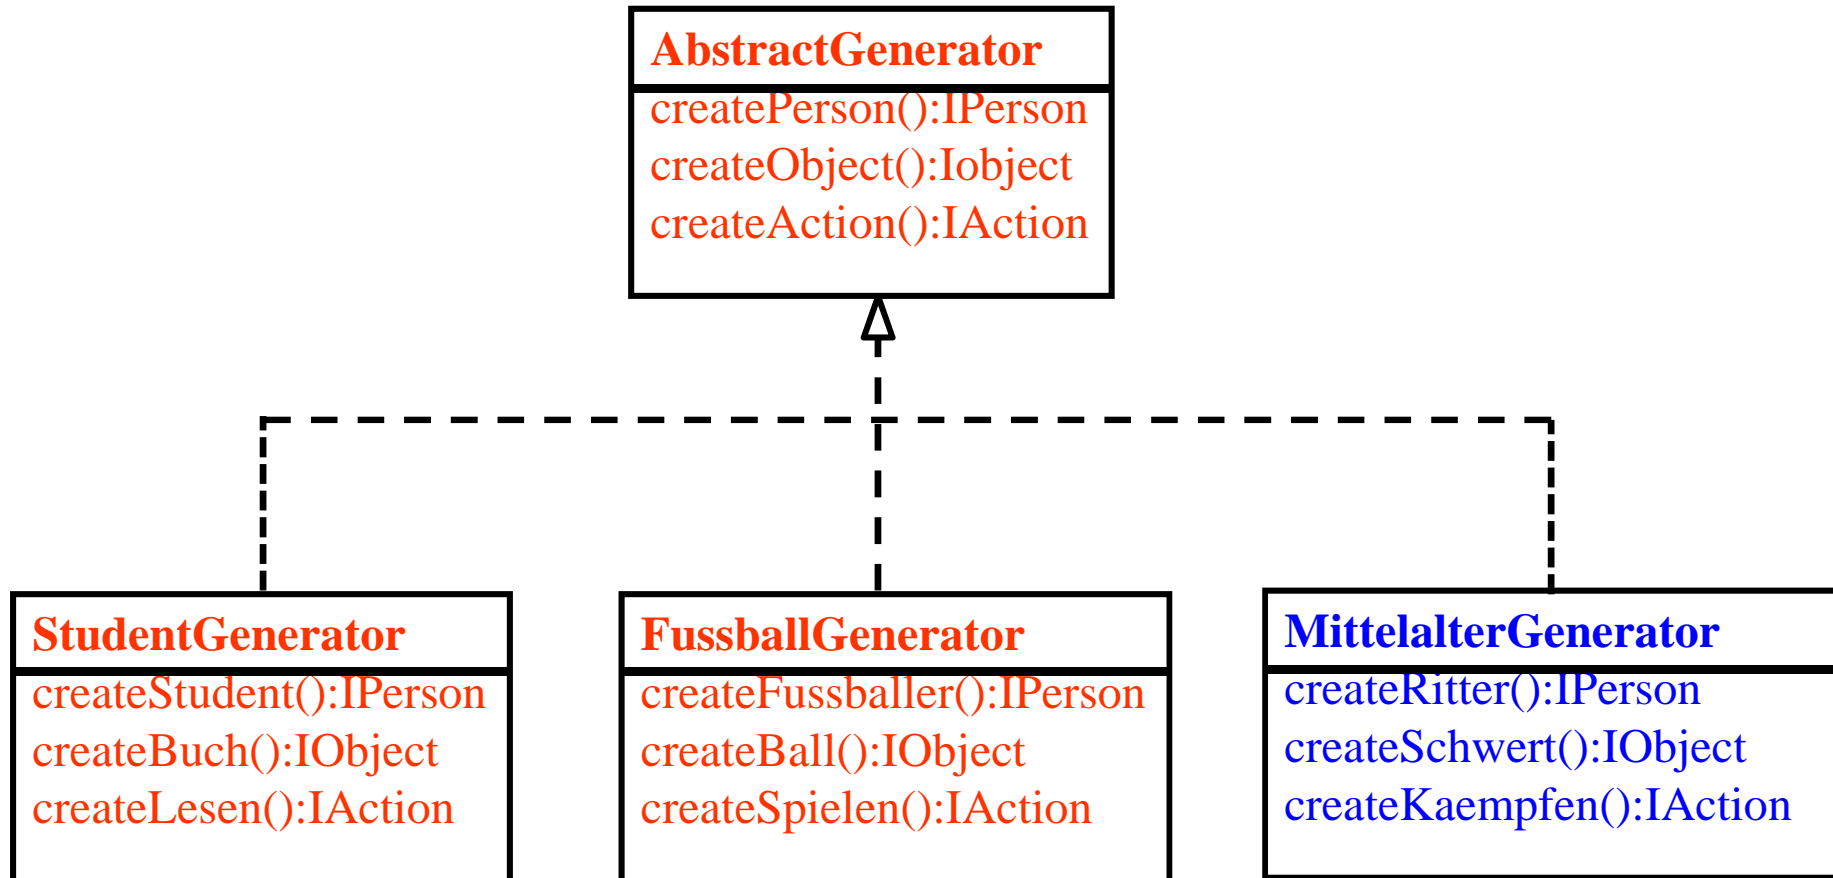 AbstractGenerator
createPerson():IPerson
createObject():Iobject
createAction():IAction
StudentGenerator
createStudent():IPerson
createBuch():IObject
createLesen():IAction
FussballGenerator
createFussballer():IPerson
createBall():IObject
createSpielen():IAction
MittelalterGenerator
createRitter():IPerson
createSchwert():IObject
createKaempfen():IAction